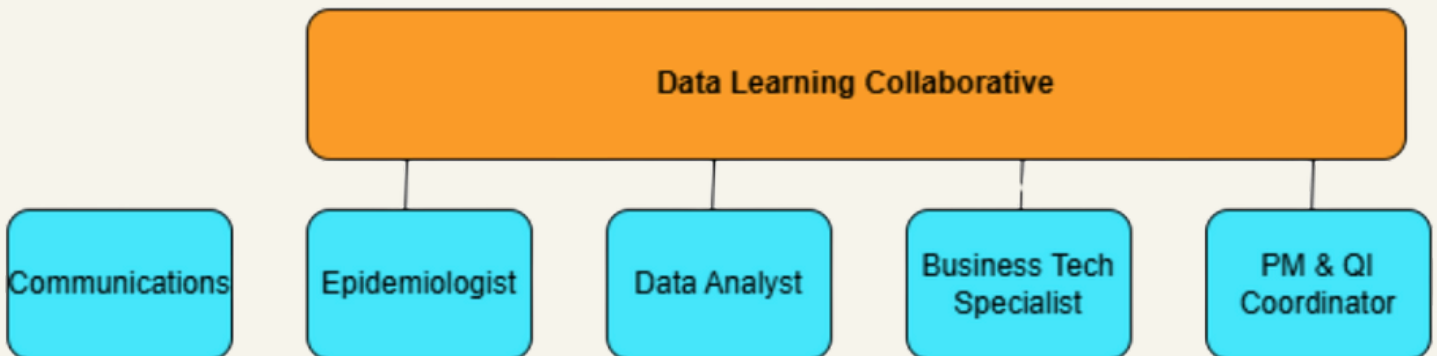 Data Learning Collaborative
Communications
Epidemiologist
Data Analyst
Business Tech
Specialist
PM & QI
Coordinator